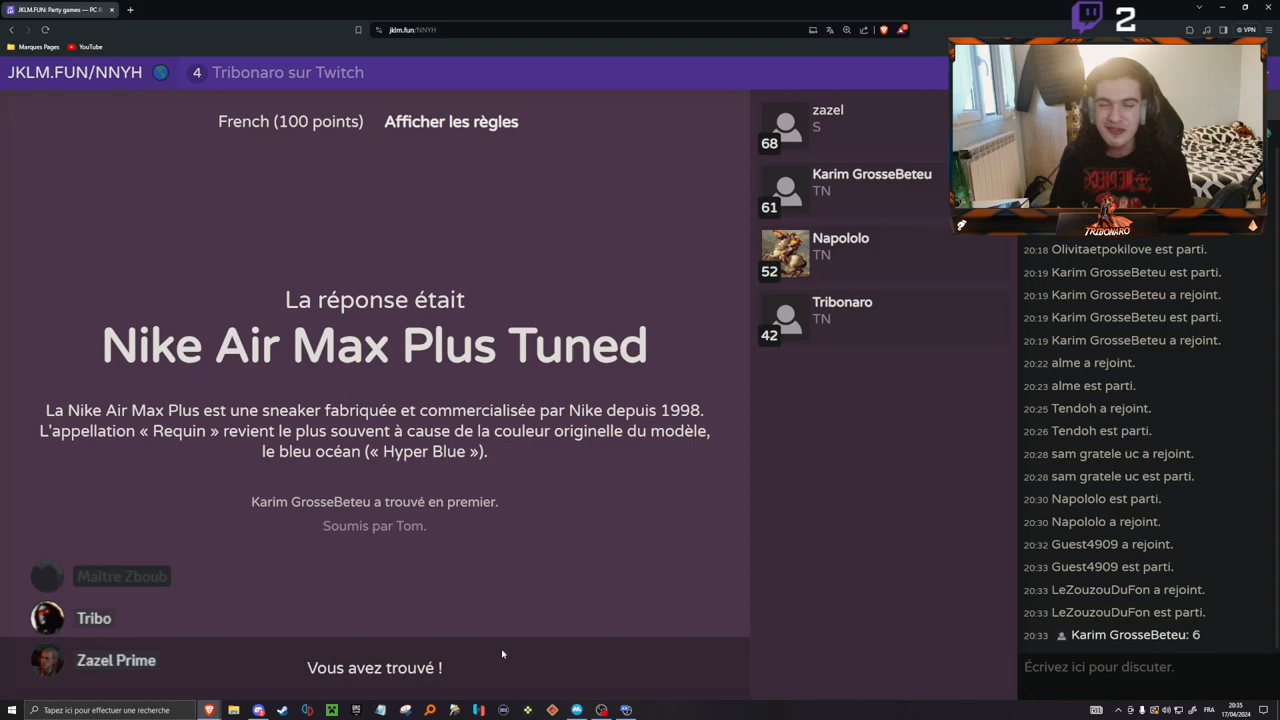 JKLM.FUN: Party games — PC &
jklm.fun/NNYH
VPN
Marques Pages
YouTube
2
JKLM.FUN/NNYH
4 Tribonaro sur Twitch
French (100 points) Afficher les règles
La réponse était
Nike Air Max Plus Tuned
La Nike Air Max Plus est une sneaker fabriquée et commercialisée par Nike depuis 1998.
L'appellation « Requin » revient le plus souvent à cause de la couleur originelle du modèle,
le bleu océan (« Hyper Blue »).
Karim GrosseBeteu a trouvé en premier.
Soumis par Tom.
Maître Zboub
Tribo
Zazel Prime
Vous avez trouvé !
zazel
S
68
Karim GrosseBeteu
TN
61
Napololo
TN
52
Tribonaro
TN
42
TRIBONARO
20:18 Olivitaetpokilove est parti.
20:19 Karim GrosseBeteu est parti.
20:19 Karim GrosseBeteu a rejoint.
20:19 Karim GrosseBeteu est parti.
20:19 Karim GrosseBeteu a rejoint.
20:22 alme a rejoint.
20:23 alme est parti.
20:25 Tendoh a rejoint.
20:26 Tendoh est parti.
20:28 sam gratele uc a rejoint.
20:28 sam gratele uc est parti.
20:30 Napololo est parti.
20:30 Napololo a rejoint.
20:32 Guest4909 a rejoint.
20:33 Guest4909 est parti.
20:33 LeZouzouDuFon a rejoint.
20:33 LeZouzouDuFon est parti.
20:33 Karim GrosseBeteu: 6
Écrivez ici pour discuter.
Tapez ici pour effectuer une recherche
FRA
20:35
17/04/2024